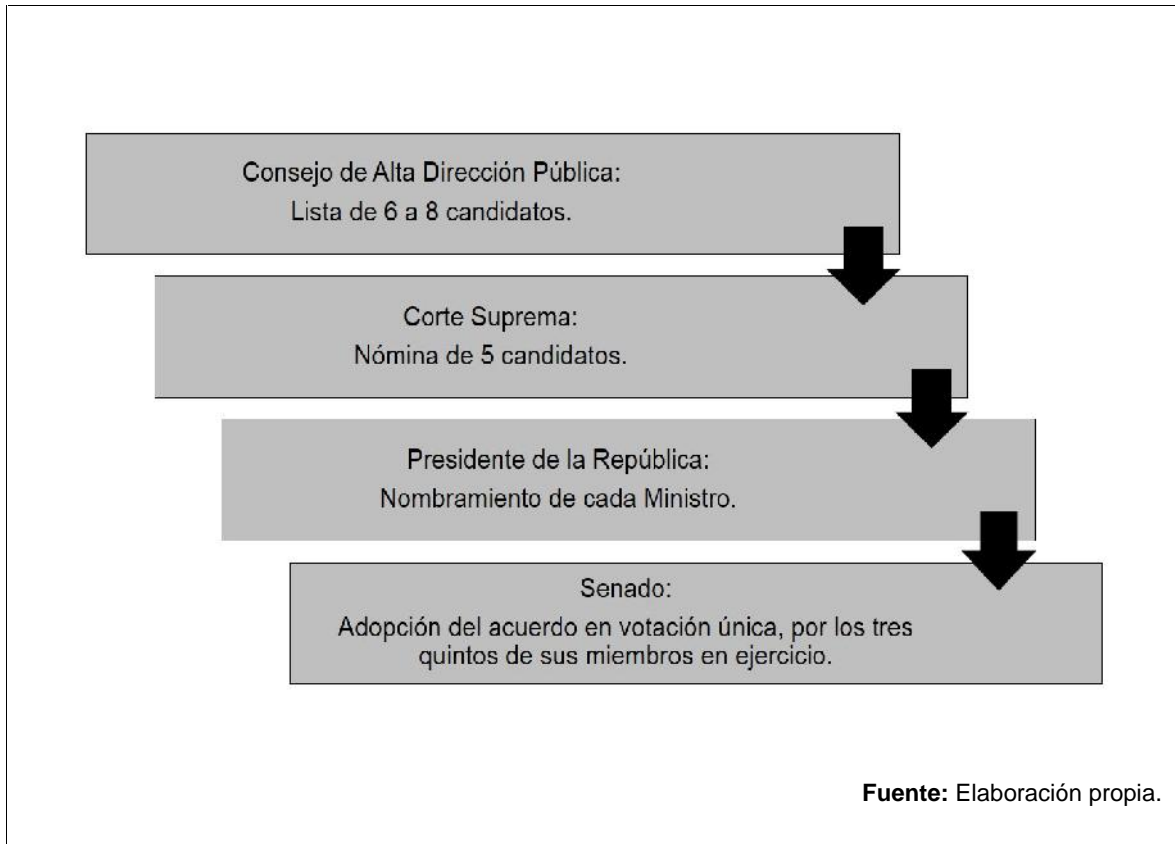 Consejo de Alta Dirección Pública:
Lista de 6 a 8 candidatos.
Corte Suprema:
Nómina de 5 candidatos.
Presidente de la República:
Nombramiento de cada Ministro.
Senado:
Adopción del acuerdo en votación única, por los tres
quintos de sus miembros en ejercicio.
Fuente: Elaboración propia.